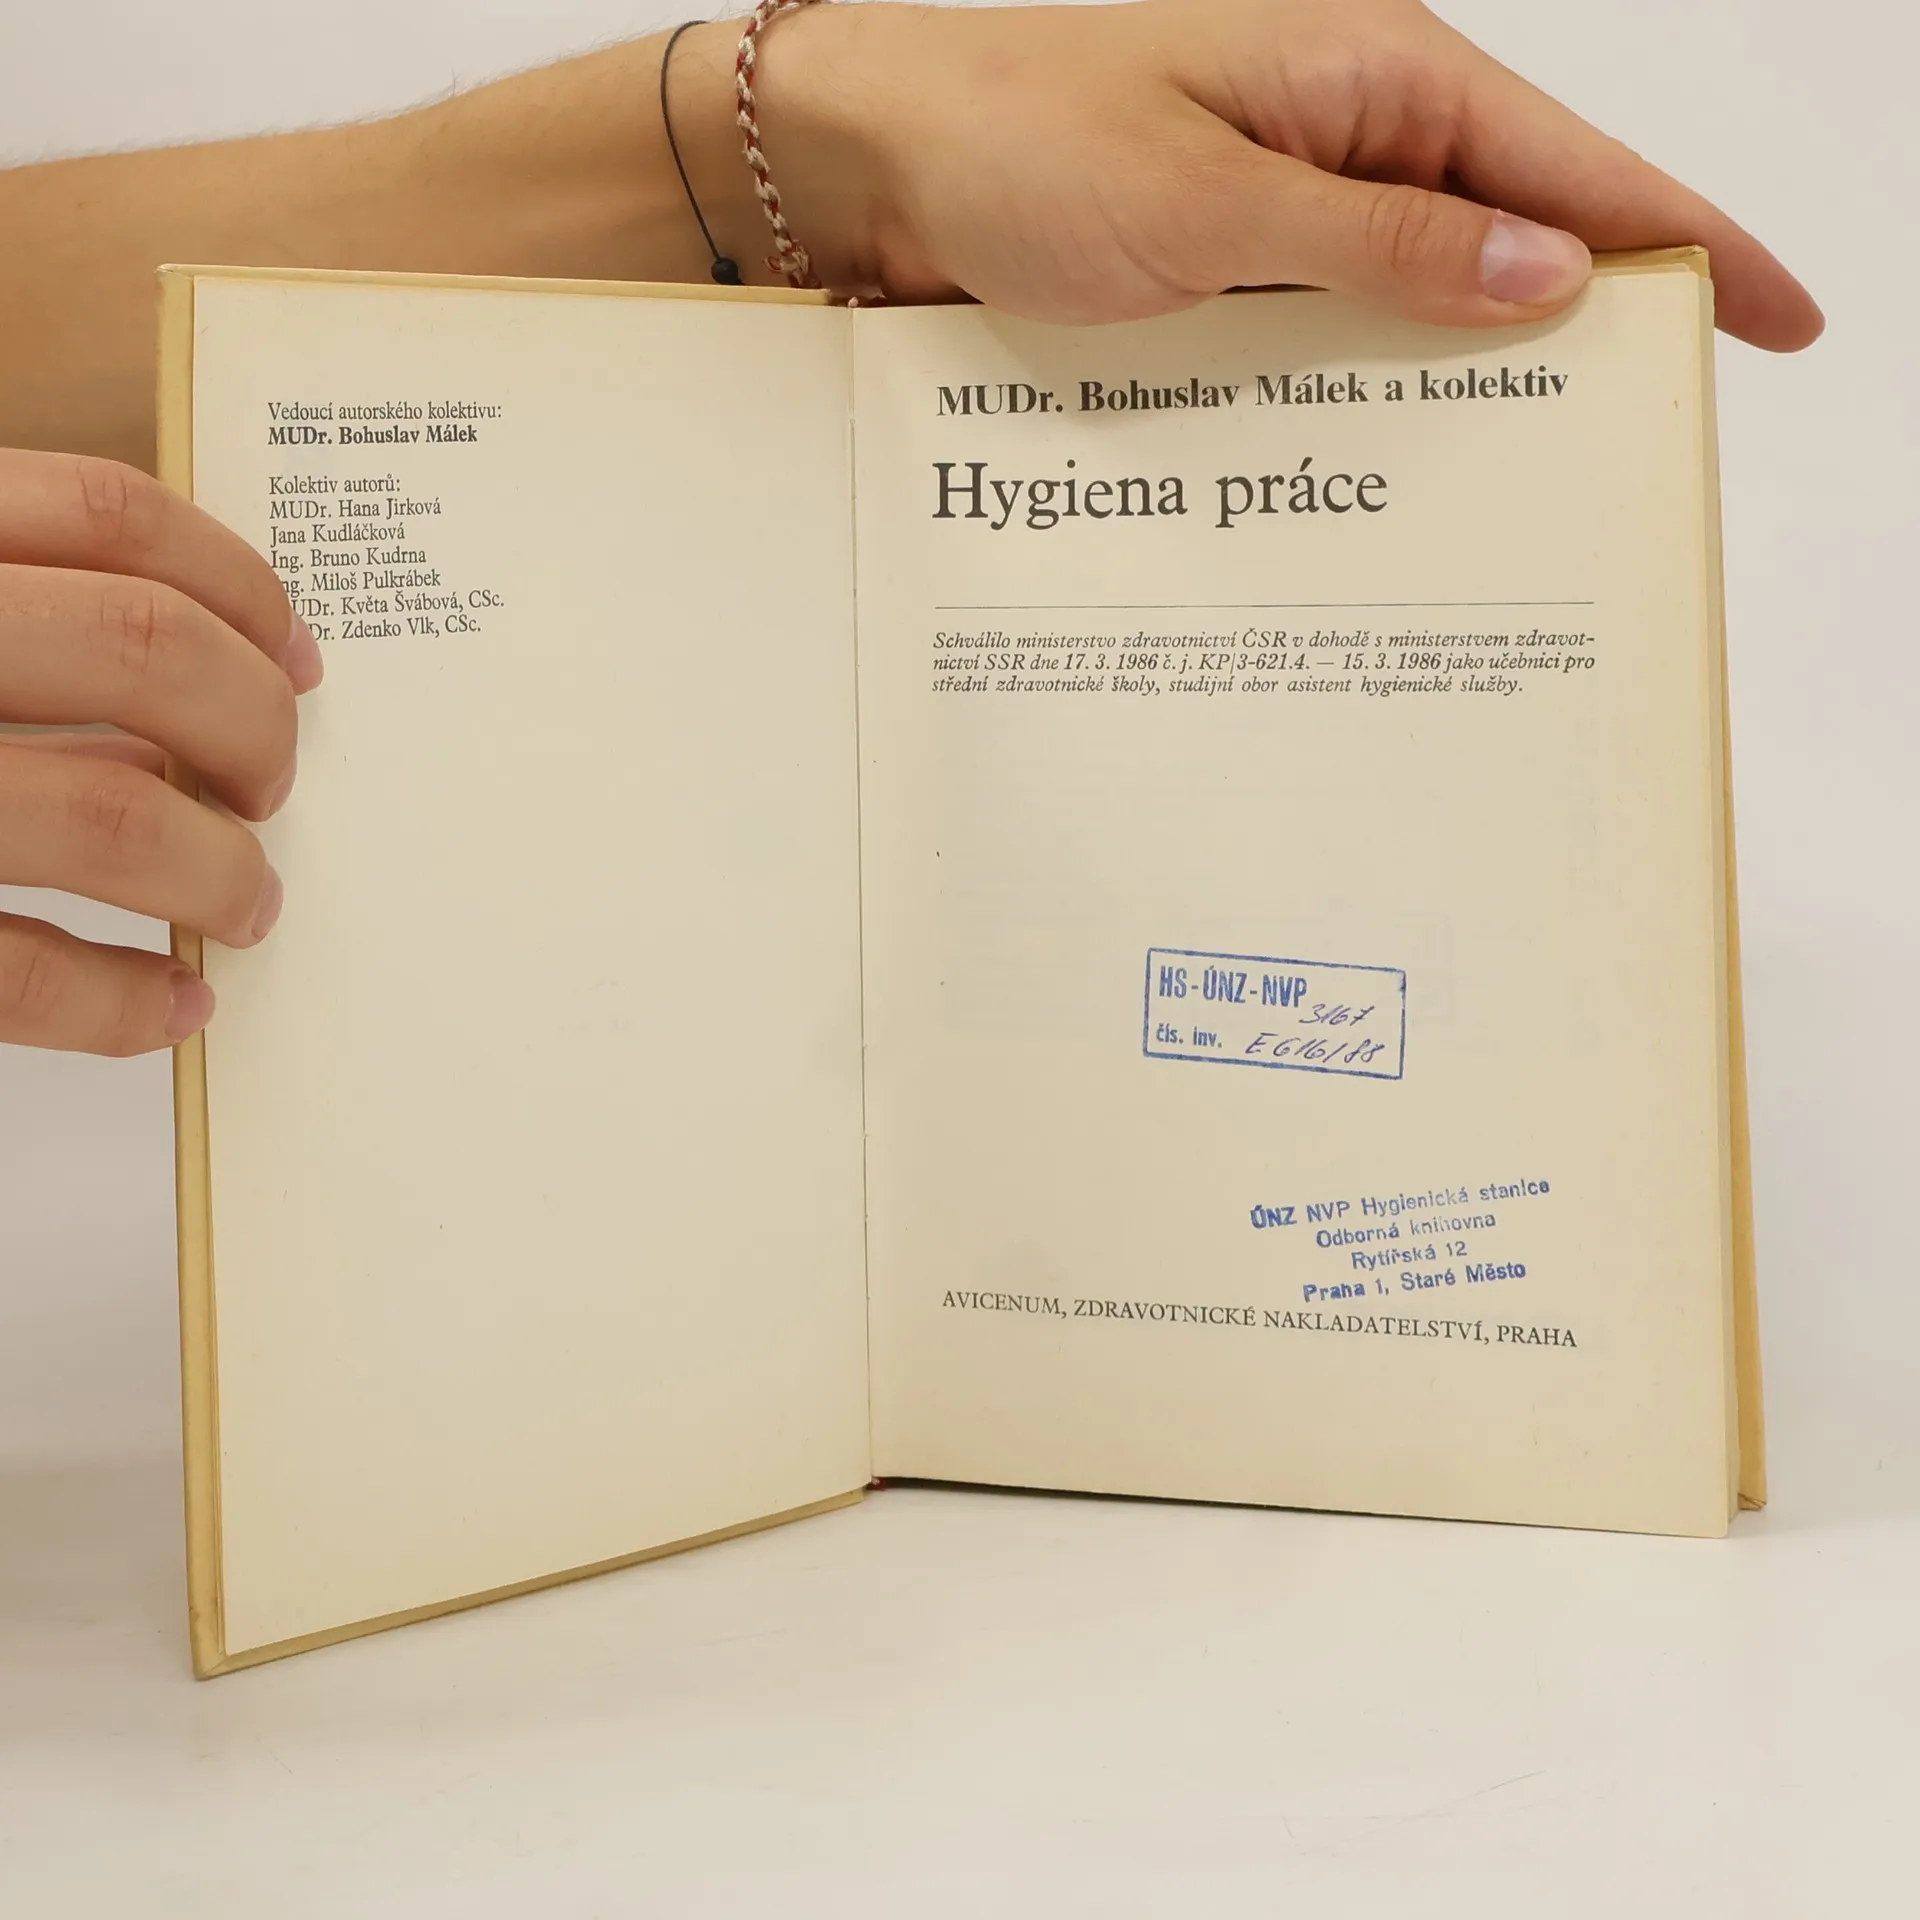 Vedoucí autorského kolektivu:
MUDr. Bohuslav Málek
Kolektiv autorů:
MUDr. Hana Jirková
Jana Kudláčková
Ing. Bruno Kudrna
ng. Miloš Pulkrábek
UDr. Květa Švábová, CSc.
Dr. Zdenko Vlk, CSc.
MUDr. Bohuslav Málek a kolektiv
Hygiena práce
Schválilo ministerstvo zdravotnictví ČSR v dohodě s ministerstvem zdravot-
nictví SSR dne 17. 3. 1986 č. j. KP/3-621.4. — 15. 3. 1986 jako učebnici pro
střední zdravotnické školy, studijní obor asistent hygienické služby.
HS-ÚNZ-NVP
3167
čís. inv. E 616/88
ÚNZ NVP Hygienická stanice
Odborná knihovna
Rytířská 12
Praha 1, Staré Město
AVICENUM, ZDRAVOTNICKÉ NAKLADATELSTVÍ, PRAHA